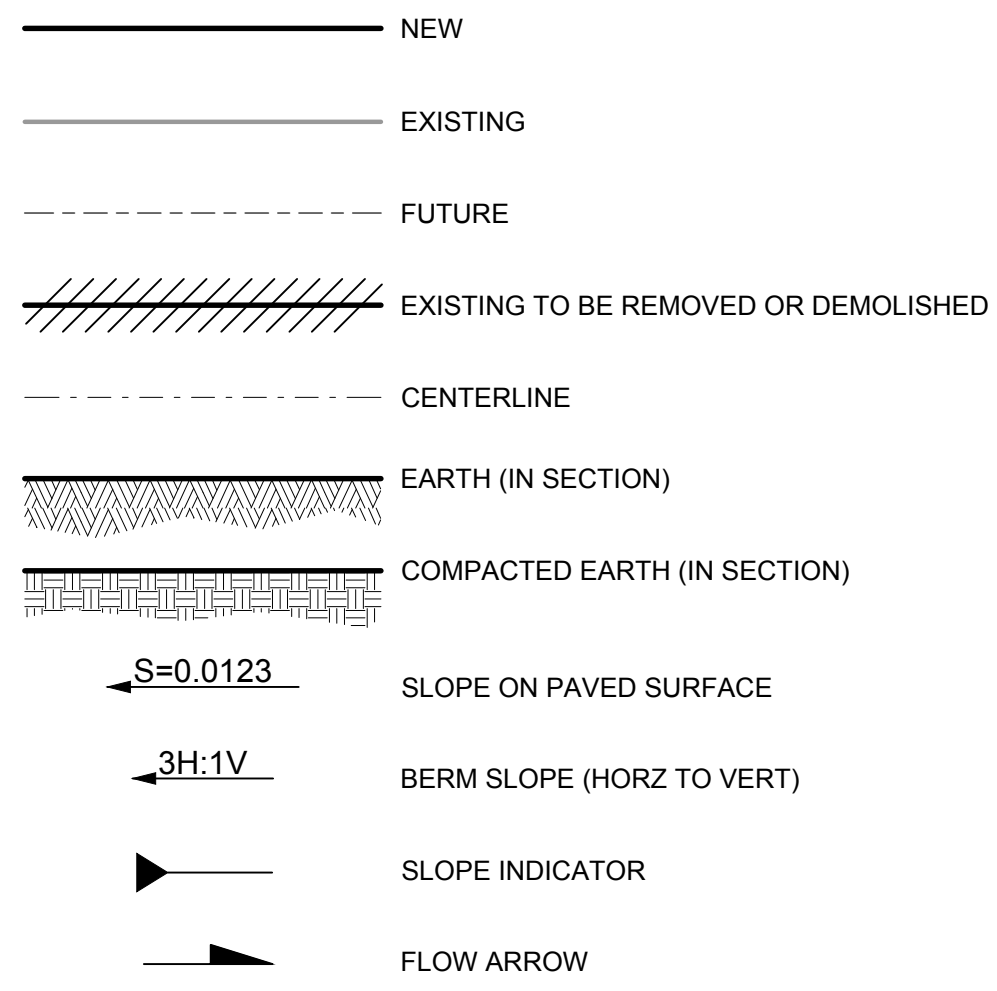 NEW
EXISTING
FUTURE
EXISTING TO BE REMOVED OR DEMOLISHED
CENTERLINE
EARTH (IN SECTION)
COMPACTED EARTH (IN SECTION)
S=0.0123 SLOPE ON PAVED SURFACE
3H:1V BERM SLOPE (HORZ TO VERT)
SLOPE INDICATOR
FLOW ARROW